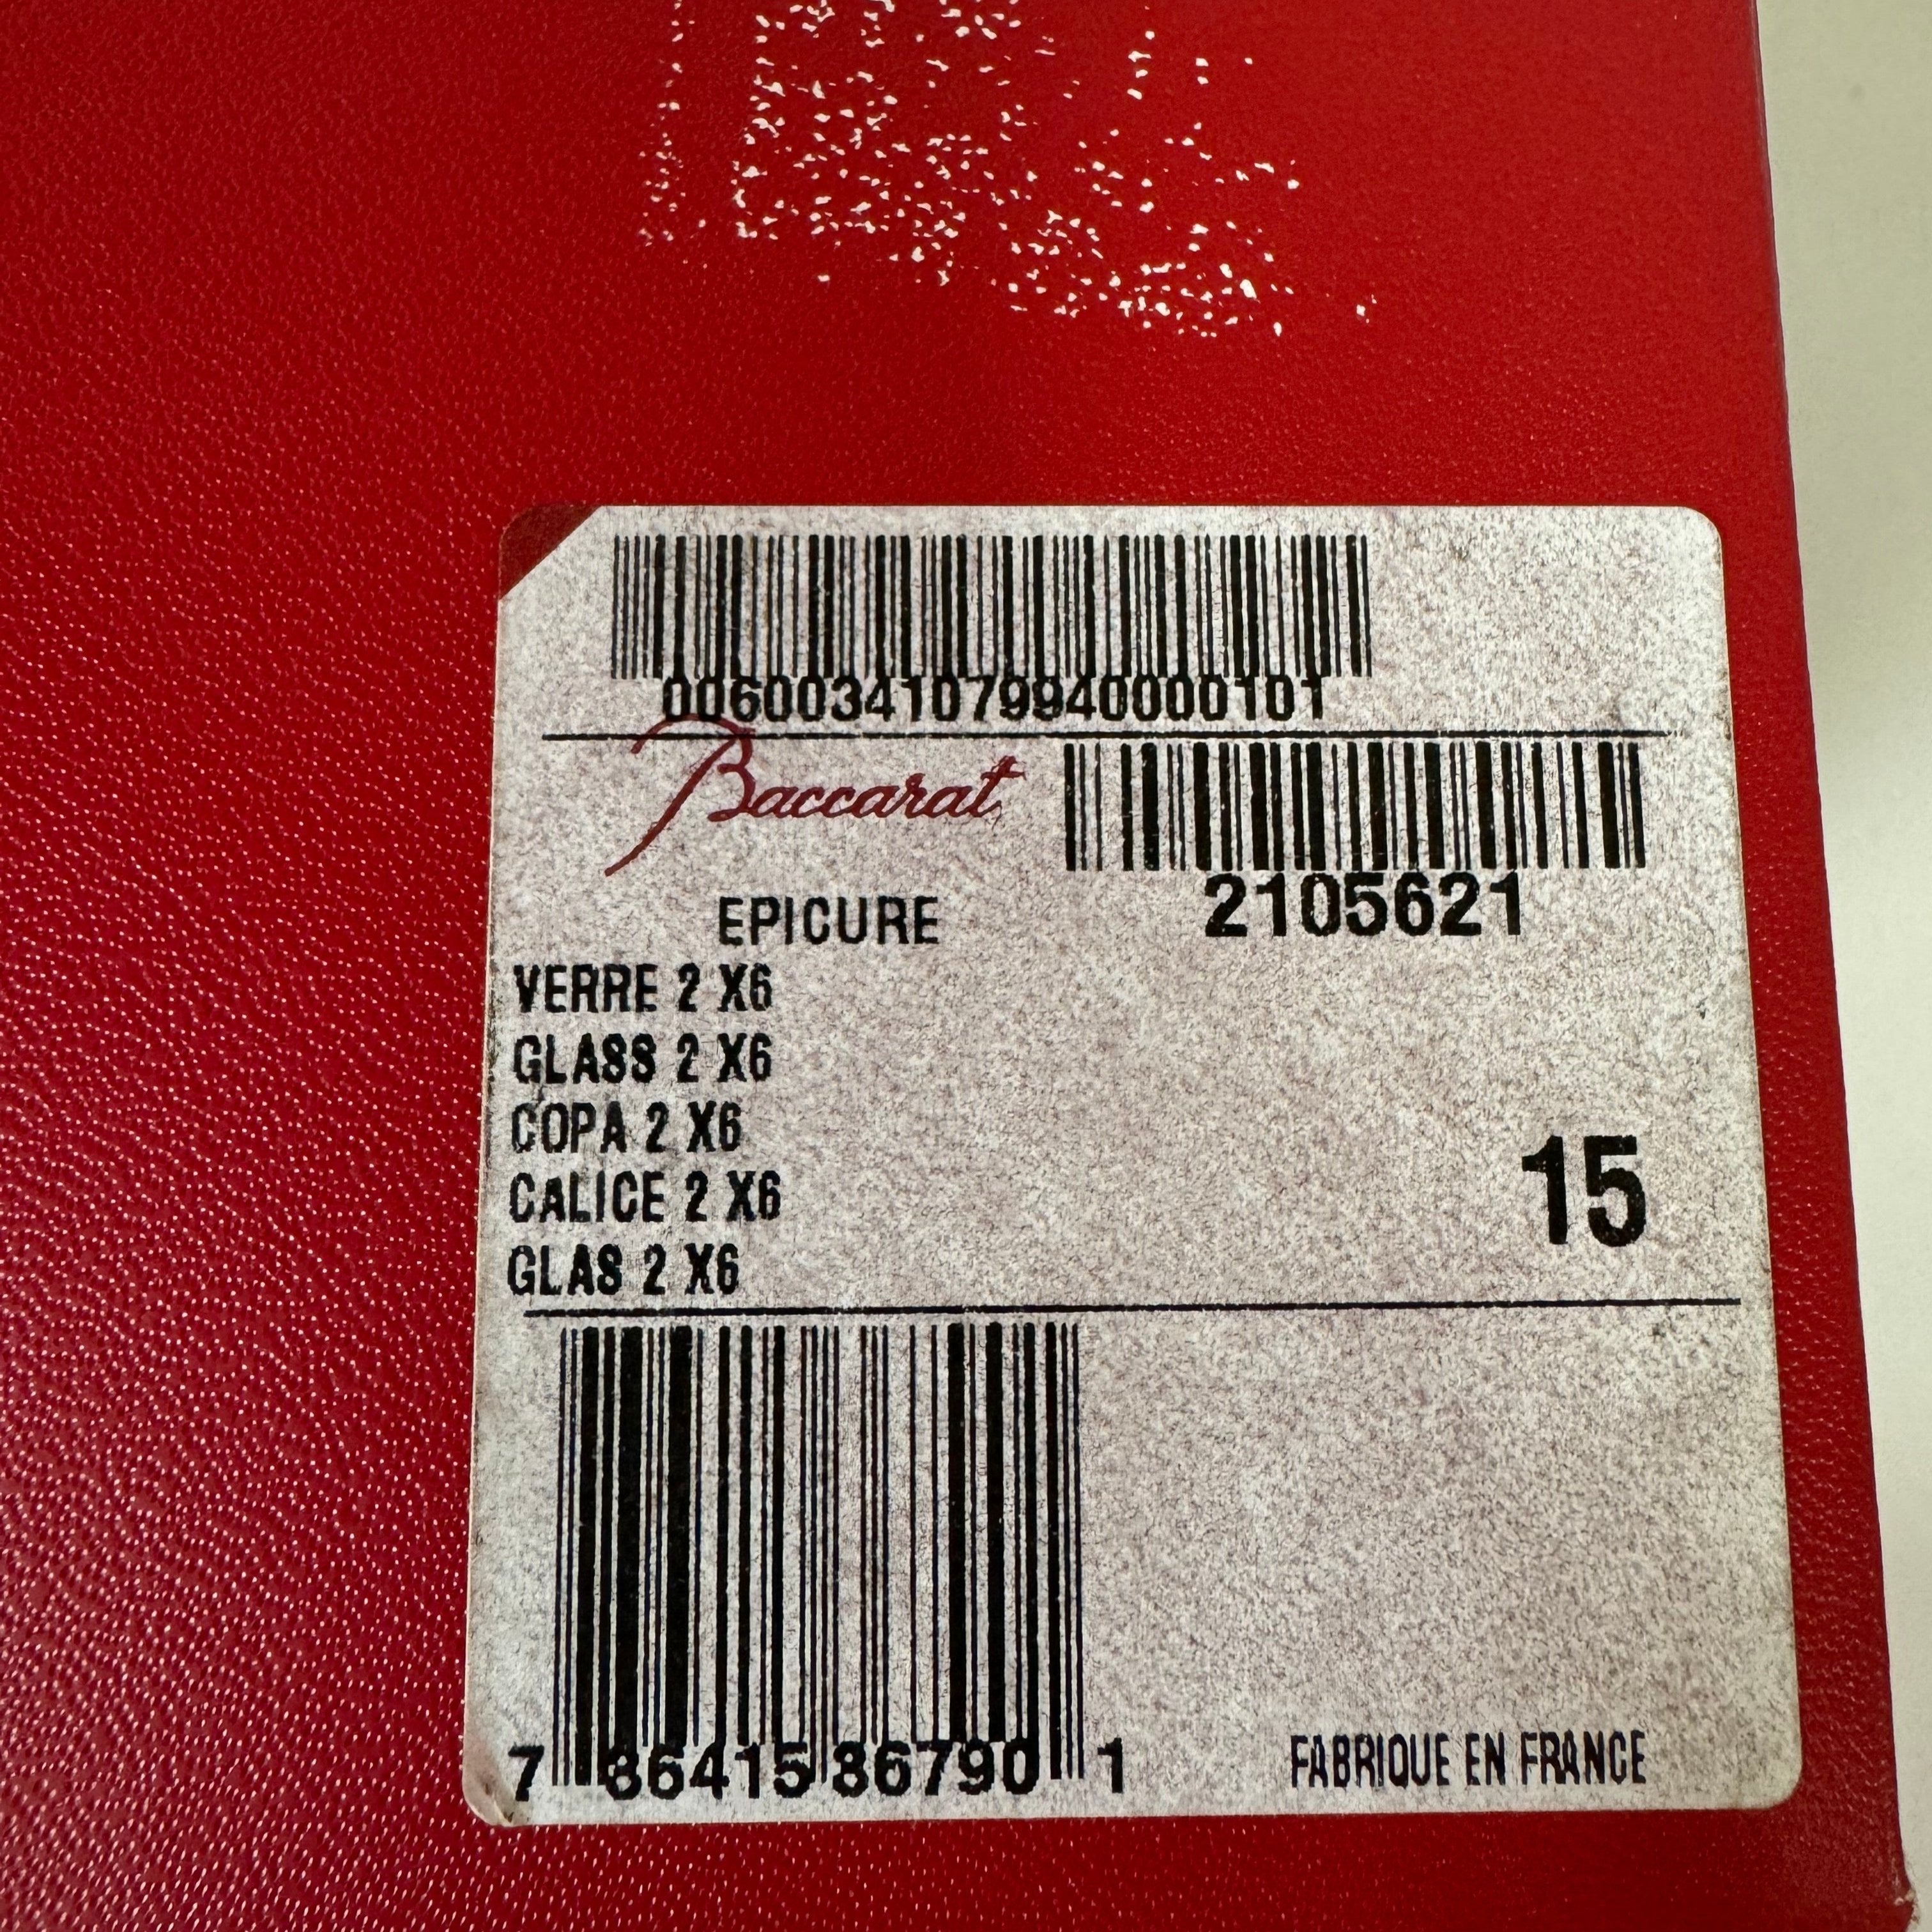 00600341079940000101
Baccarat
2105621
EPICURE
VERRE 2 X6
GLASS 2 X6
COPA 2 X6
CALICE 2 X6
GLAS 2 X6
15
7 86415 86790 1
FABRIQUE EN FRANCE